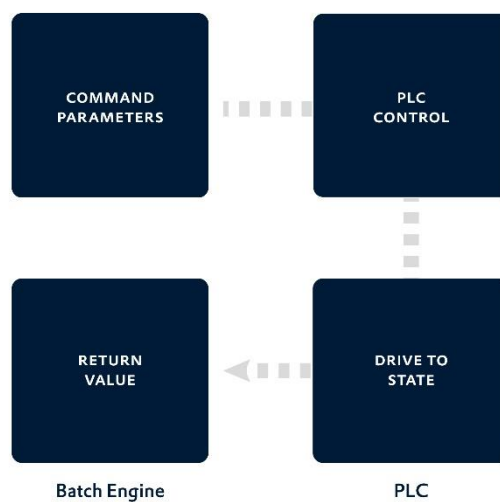 COMMAND
PARAMETERS
PLC
CONTROL
RETURN
VALUE
DRIVE TO
STATE
Batch Engine
PLC